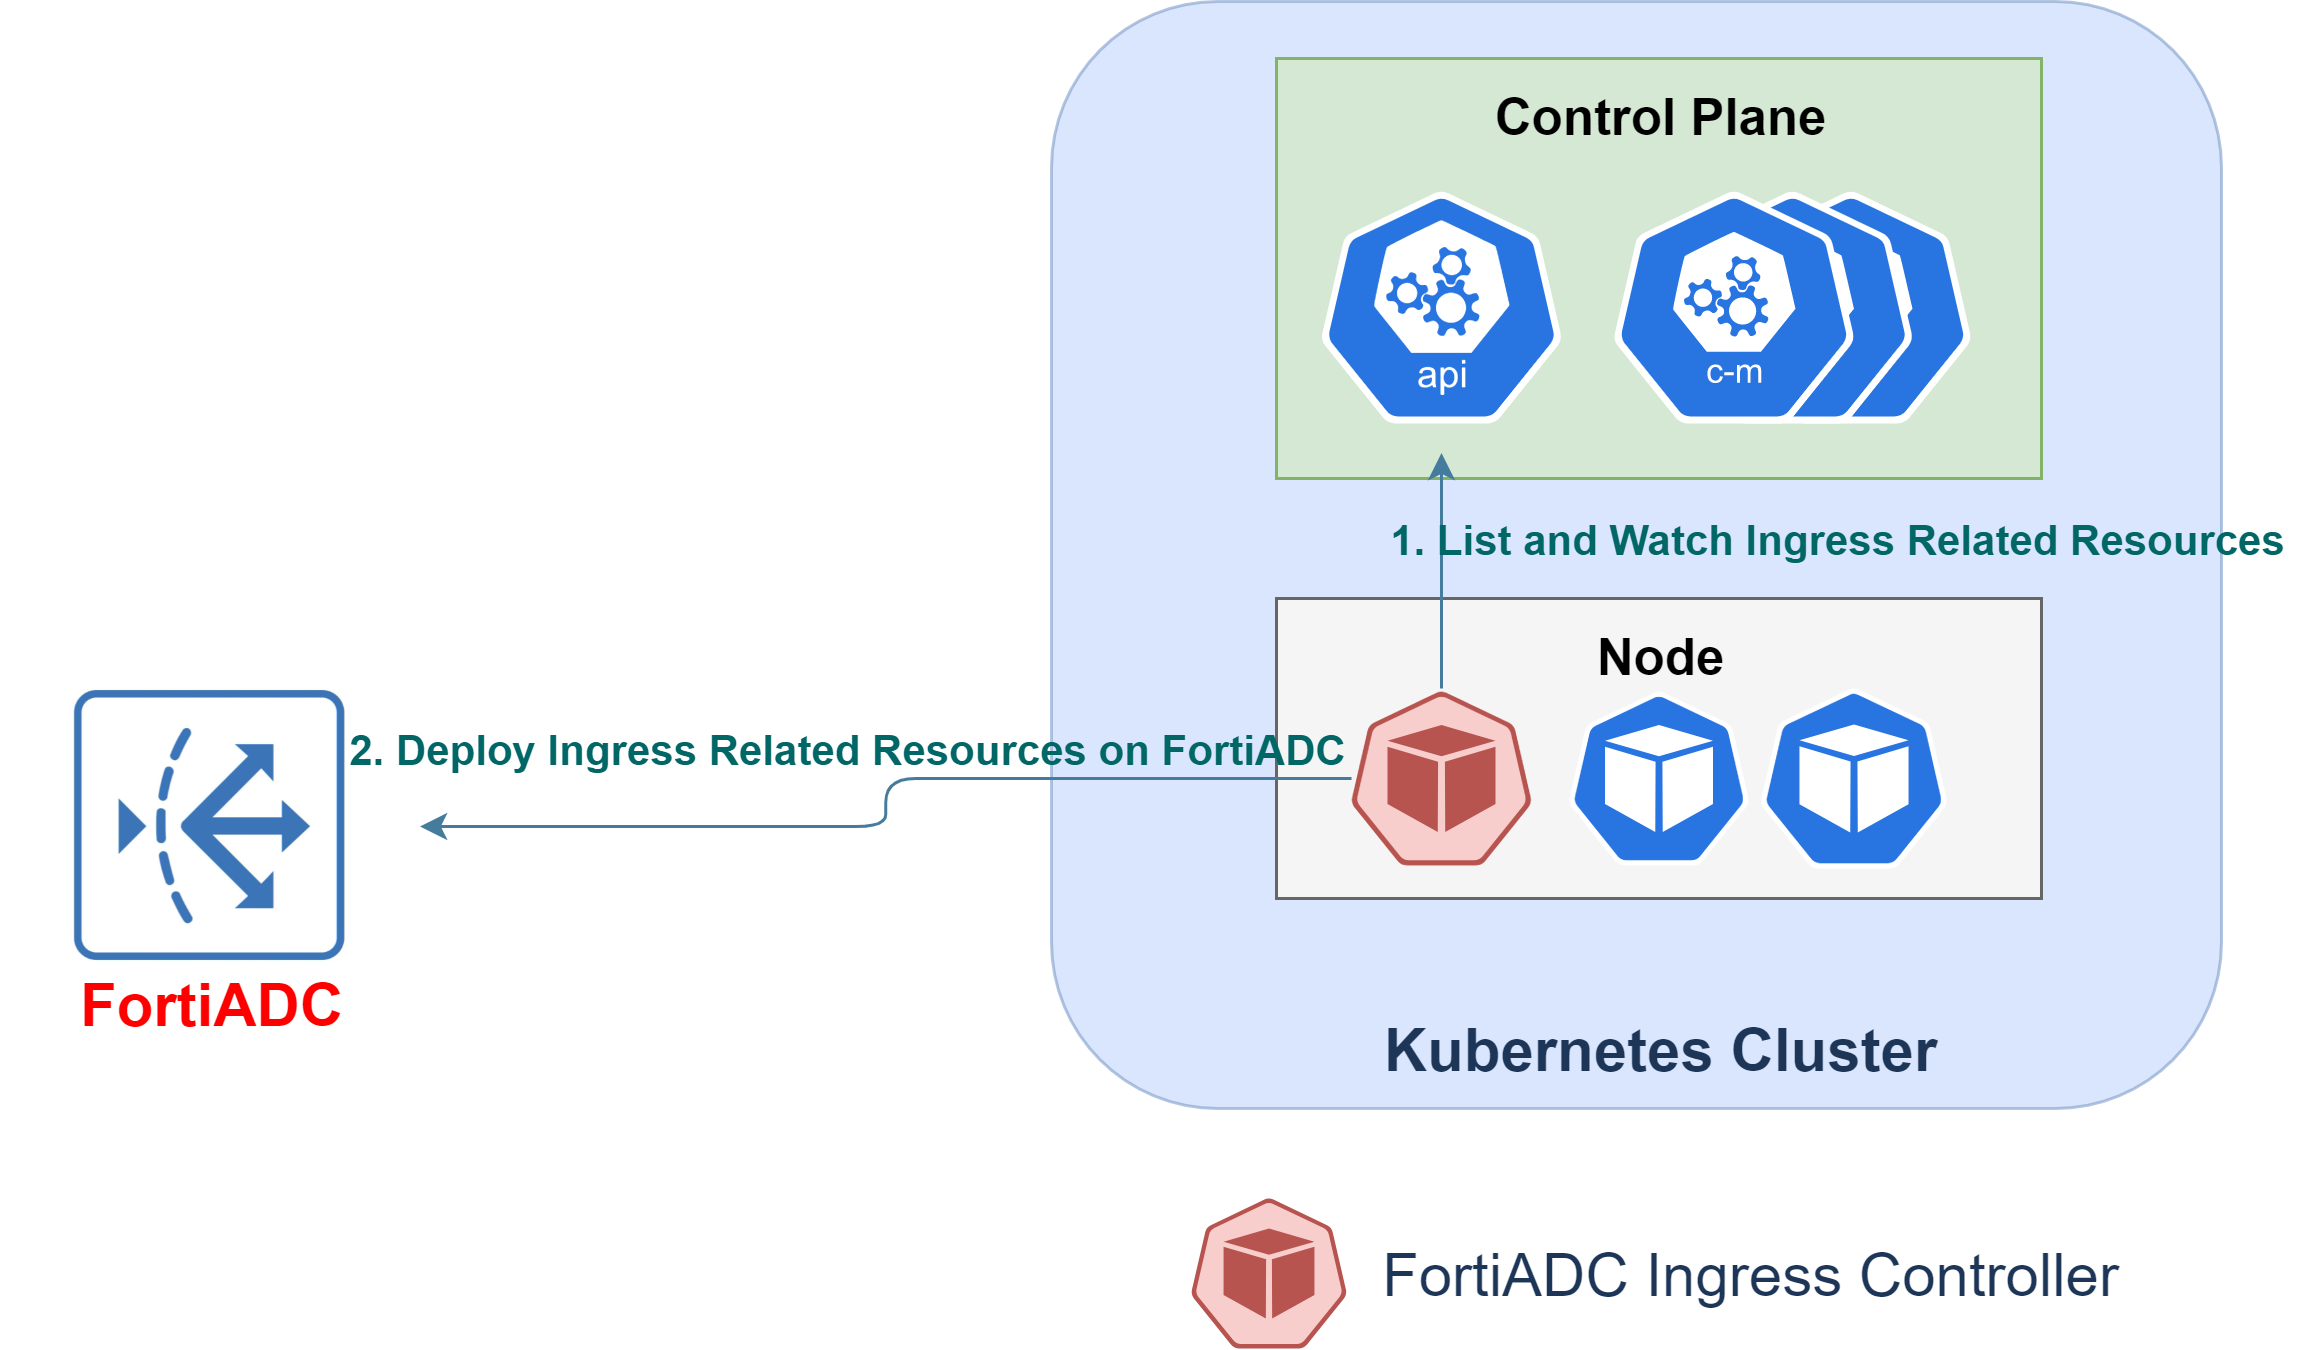 Control Plane
api
c-m
1. List and Watch Ingress Related Resources
Node
2. Deploy Ingress Related Resources on FortiADC
FortiADC
Kubernetes Cluster
FortiADC Ingress Controller